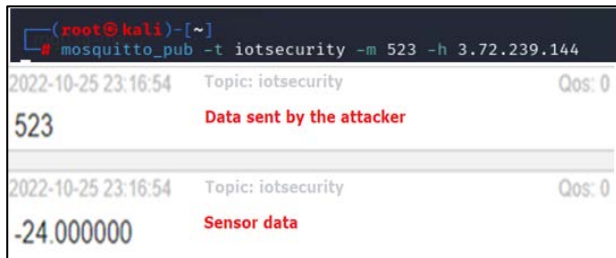 (root㉿kali)-[~]
# mosquitto_pub -t iotsecurity -m 523 -h 3.72.239.144
2022-10-25 23:16:54 Topic: iotsecurity Qos: 0
523 Data sent by the attacker
2022-10-25 23:16:54 Topic: iotsecurity Qos: 0
-24.000000 Sensor data